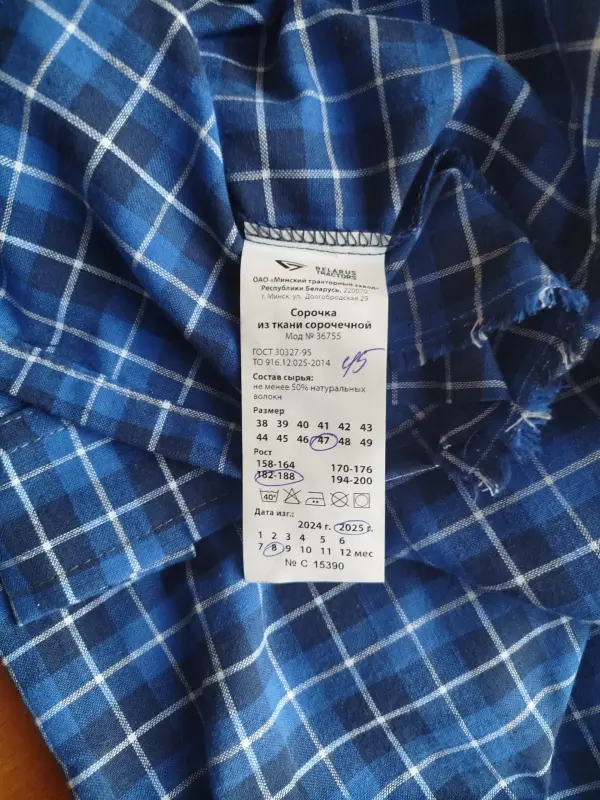 BELARUS
TRACTORS
ОАО «Минский тракторный завод»
Республики Беларусь, 220070,
г. Минск, ул. Долгобродская 29
Сорочка
из ткани сорочечной
Мод № 36755
ГОСТ 30327-95
ТО 916.12.025-2014 45
Состав сырья:
не менее 50% натуральных
волокн
Размер
38 39 40 41 42 43
44 45 46 47 48 49
Рост
158-164 170-176
182-188 194-200
40°
Дата изг.:
2024 г. 2025 г.
1 2 3 4 5 6
7 8 9 10 11 12 мес
№ С 15390